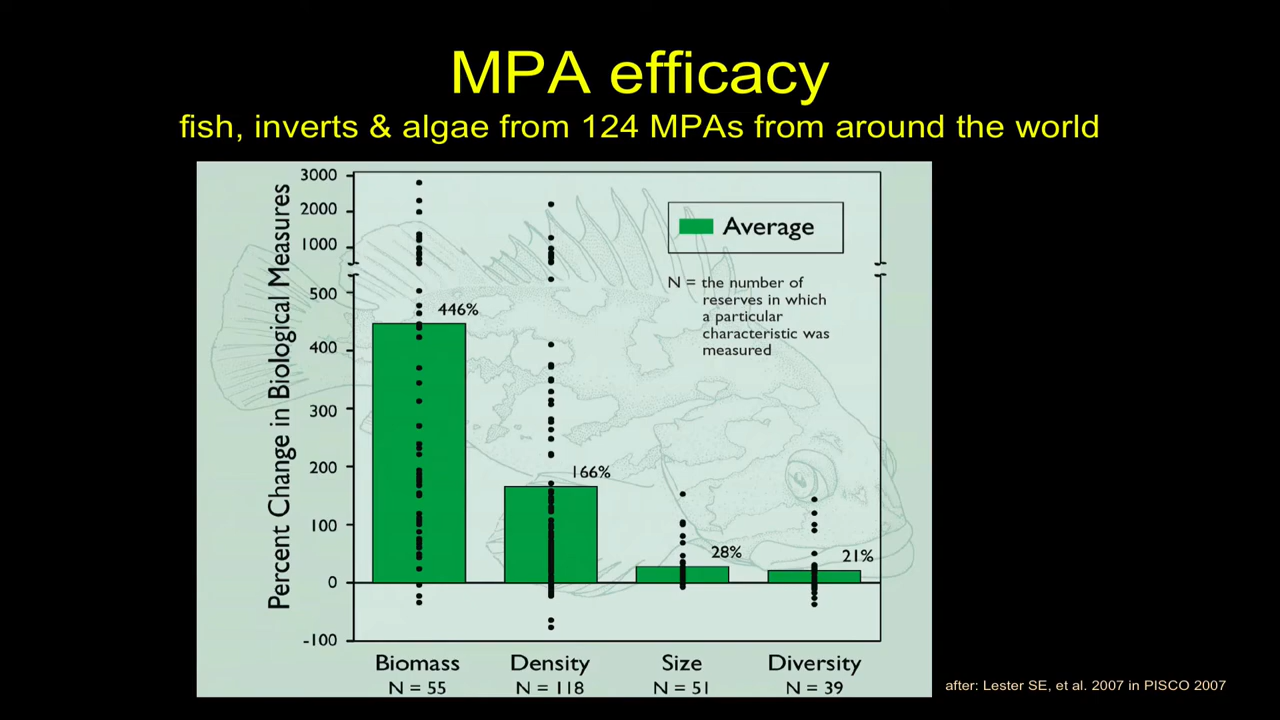 MPA efficacy
fish, inverts & algae from 124 MPAs from around the world
Percent Change in Biological Measures
3000
2000
1000
500
400
300
200
100
0
-100
Average
N = the number of
reserves in which
a particular
characteristic was
measured
446%
166%
28%
21%
Biomass
N = 55
Density
N = 118
Size
N = 51
Diversity
N = 39
after: Lester SE, et al. 2007 in PISCO 2007